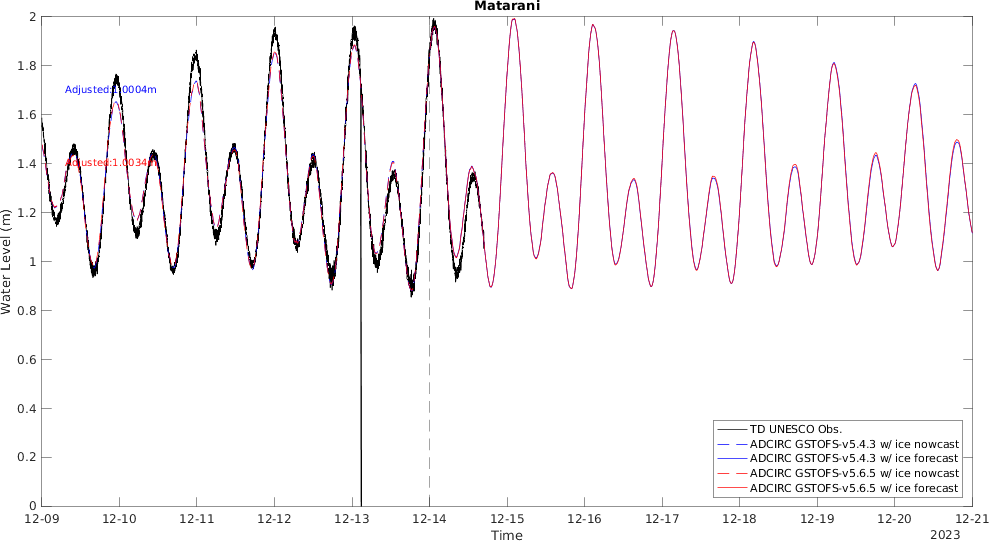 Matarani
2
1.8
1.6
1.4
1.2
1
0.8
0.6
0.4
0.2
0
Water Level (m)
Adjusted:1.0004m
Adjusted:1.0034m
TD UNESCO Obs.
ADCIRC GSTOFS-v5.4.3 w/ ice nowcast
ADCIRC GSTOFS-v5.4.3 w/ ice forecast
ADCIRC GSTOFS-v5.6.5 w/ ice nowcast
ADCIRC GSTOFS-v5.6.5 w/ ice forecast
12-09 12-10 12-11 12-12 12-13 12-14 12-15 12-16 12-17 12-18 12-19 12-20 12-21
Time
2023